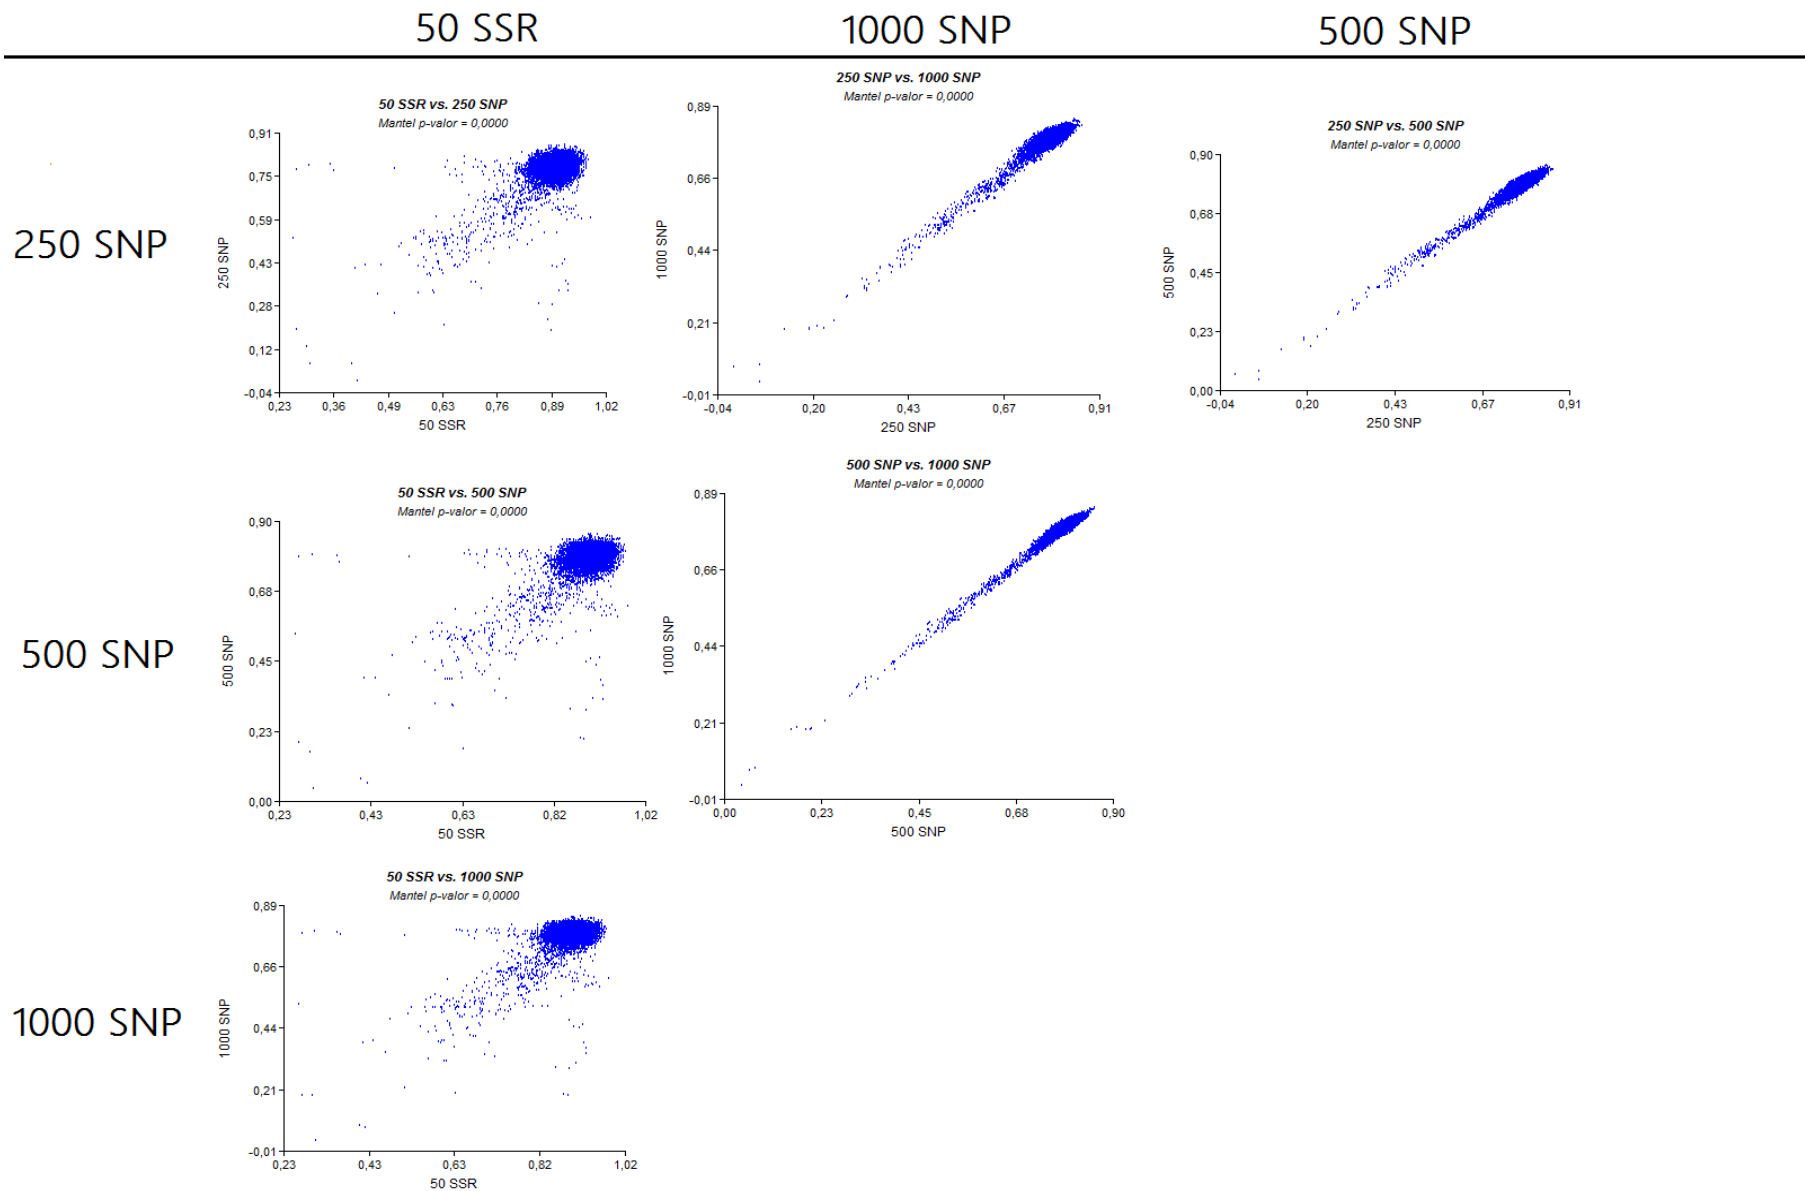 50 SSR
1000 SNP
500 SNP
250 SNP
50 SSR vs. 250 SNP
Mantel p-valor = 0,0000
0,91
0,75
0,59
0,43
0,28
0,12
-0,04
250 SNP
0,23 0,36 0,49 0,63 0,76 0,89 1,02
50 SSR
250 SNP vs. 1000 SNP
Mantel p-valor = 0,0000
0,89
0,66
0,44
0,21
-0,01
1000 SNP
-0,04 0,20 0,43 0,67 0,91
250 SNP
250 SNP vs. 500 SNP
Mantel p-valor = 0,0000
0,90
0,68
0,45
0,23
0,00
500 SNP
-0,04 0,20 0,43 0,67 0,91
250 SNP
500 SNP
50 SSR vs. 500 SNP
Mantel p-valor = 0,0000
0,90
0,68
0,45
0,23
0,00
500 SNP
0,23 0,43 0,63 0,82 1,02
50 SSR
500 SNP vs. 1000 SNP
Mantel p-valor = 0,0000
0,89
0,66
0,44
0,21
-0,01
1000 SNP
0,00 0,23 0,45 0,68 0,90
500 SNP
1000 SNP
50 SSR vs. 1000 SNP
Mantel p-valor = 0,0000
0,89
0,66
0,44
0,21
-0,01
1000 SNP
0,23 0,43 0,63 0,82 1,02
50 SSR